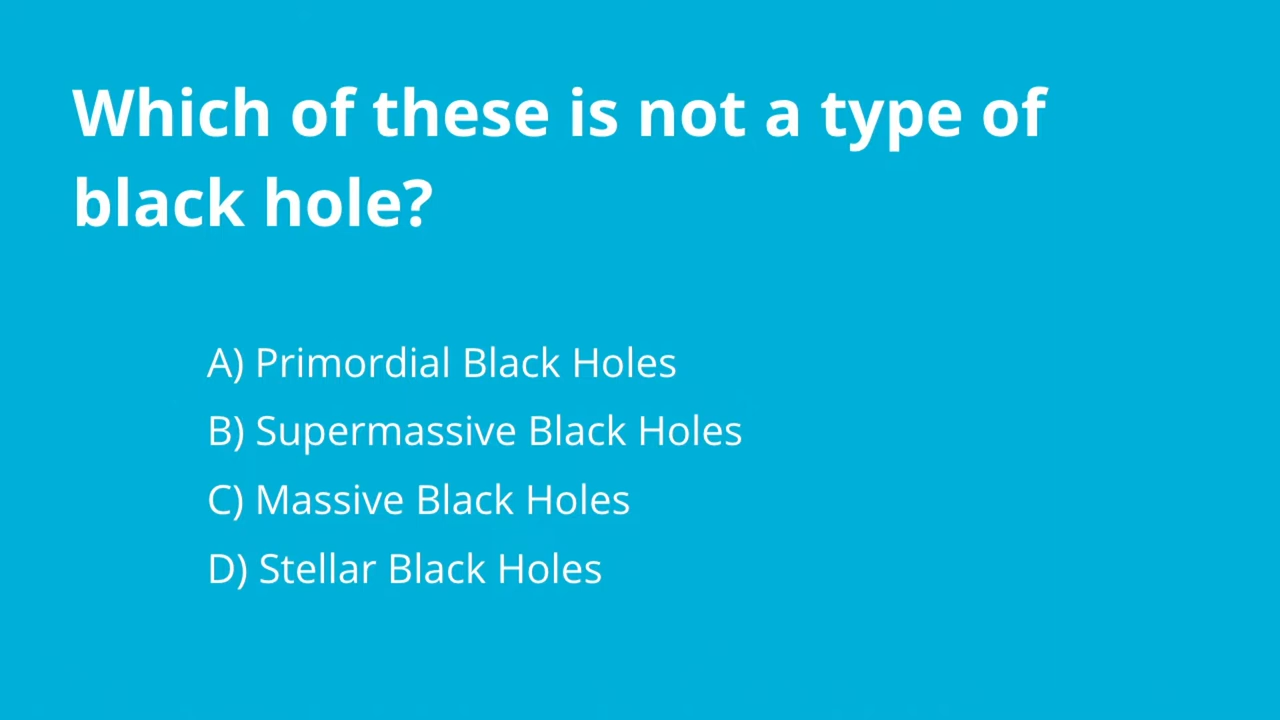 Which of these is not a type of
black hole?
A) Primordial Black Holes
B) Supermassive Black Holes
C) Massive Black Holes
D) Stellar Black Holes